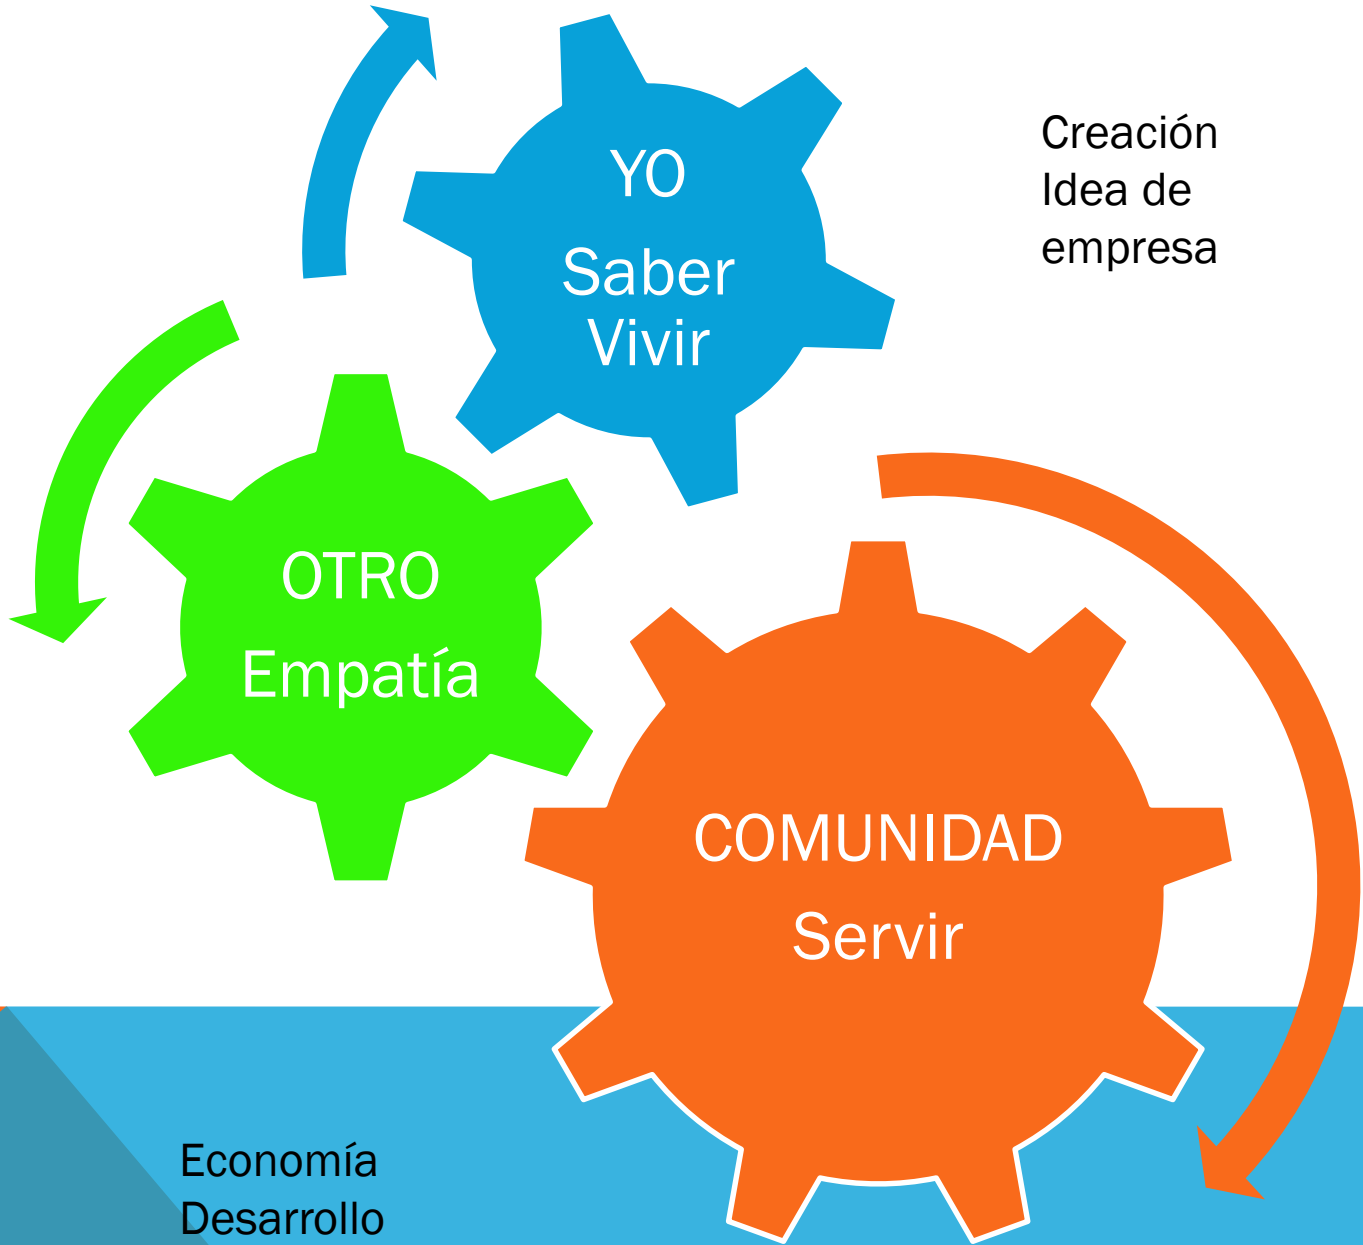 YO
Saber
Vivir
Creación
Idea de
empresa
OTRO
Empatía
COMUNIDAD
Servir
Economía
Desarrollo